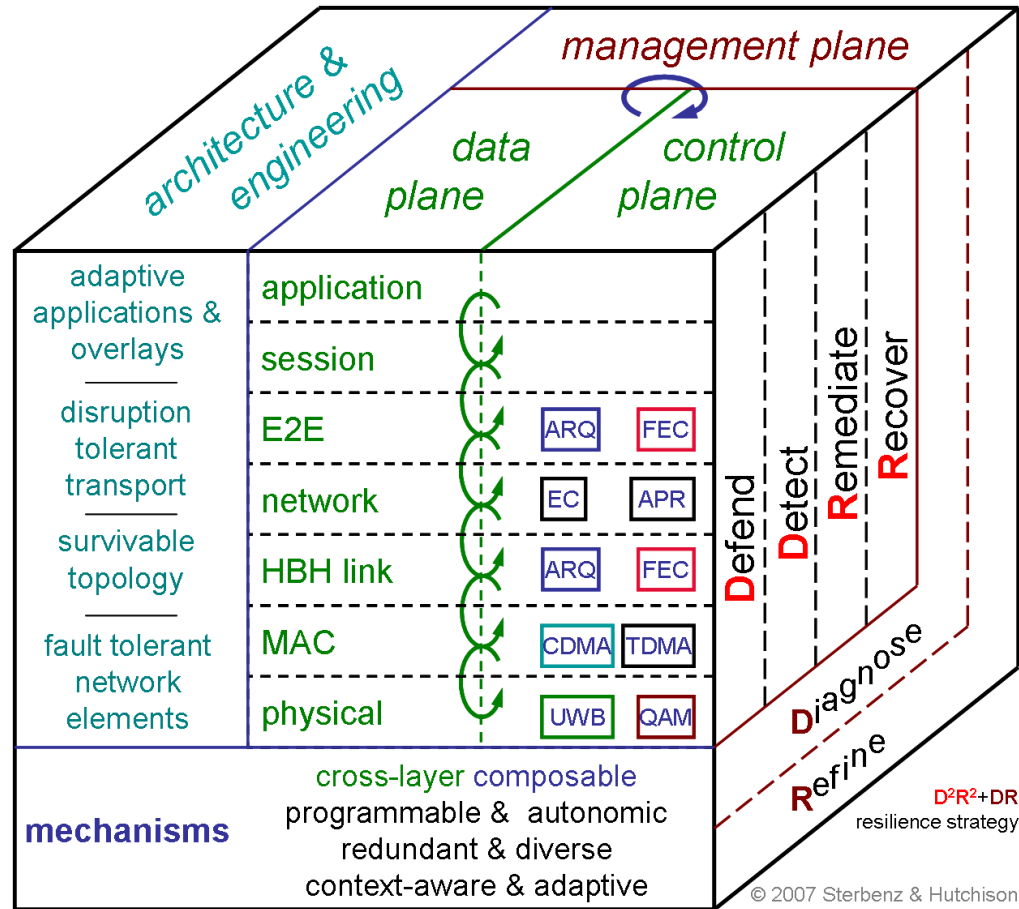 management plane
architecture &
engineering
data
plane
control
plane
adaptive
applications &
overlays
disruption
tolerant
transport
survivable
topology
fault tolerant
network
elements
application
session
E2E
ARQ FEC
network
EC APR
HBH link
ARQ FEC
MAC
CDMA TDMA
physical
UWB QAM
Defend
Detect
Remediate
Recover
Diagnose
Refine
D²R²+DR
resilience strategy
mechanisms
cross-layer composable
programmable & autonomic
redundant & diverse
context-aware & adaptive
© 2007 Sterbenz & Hutchison